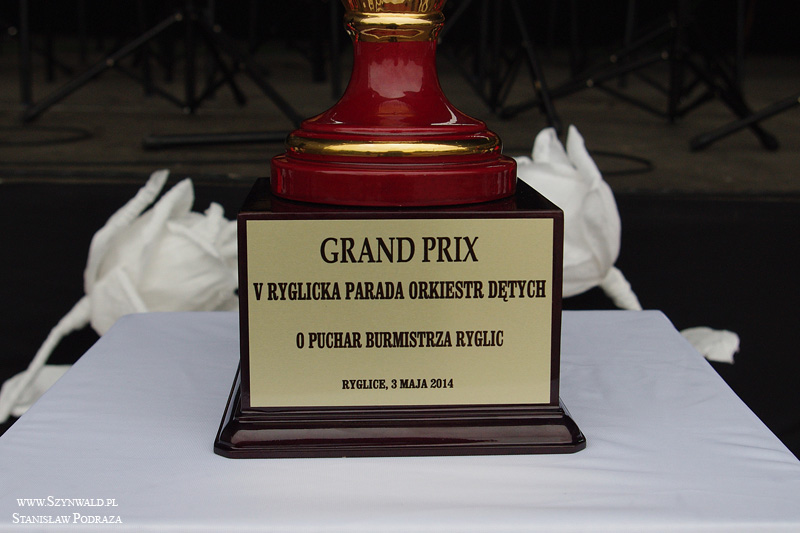 GRAND PRIX
V RYGLICKA PARADA ORKIESTR DĘTYCH
O PUCHAR BURMISTRZA RYGLIC
RYGLICE, 3 MAJA 2014
www.Szynwald.pl
Stanisław Podraza